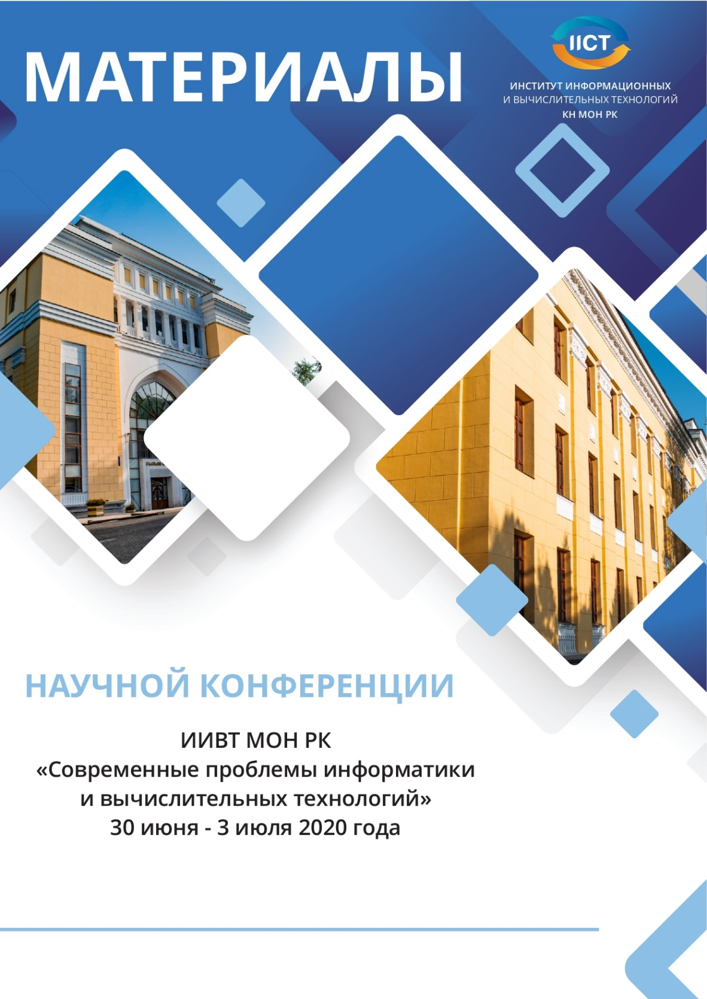 МАТЕРИАЛЫ
IICT
ИНСТИТУТ ИНФОРМАЦИОННЫХ
И ВЫЧИСЛИТЕЛЬНЫХ ТЕХНОЛОГИЙ
КН МОН РК
НАУЧНОЙ КОНФЕРЕНЦИИ
ИИВТ МОН РК
«Современные проблемы информатики
и вычислительных технологий»
30 июня - 3 июля 2020 года